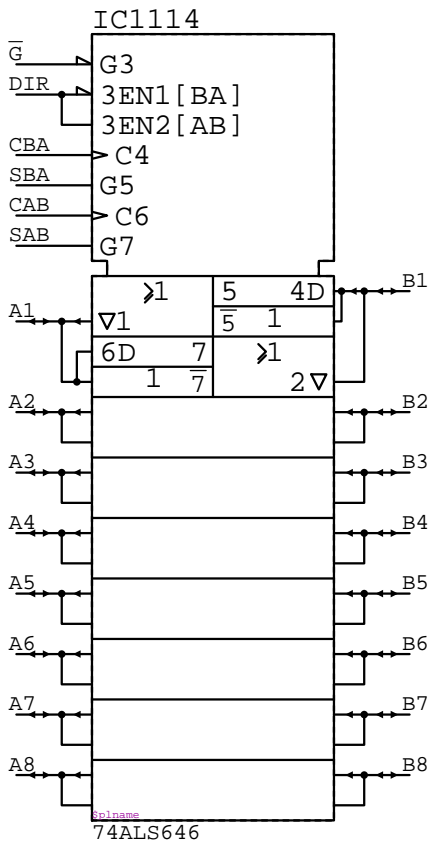 IC1114
G̅ G3
DIR 3EN1[BA]
3EN2[AB]
CBA C4
SBA G5
CAB C6
SAB G7
≥1 5 4D B1
A1 ▽1 5̅ 1
6D 7 ≥1
1 7̅ 2▽
A2 B2
A3 B3
A4 B4
A5 B5
A6 B6
A7 B7
A8 B8
$plname
74ALS646